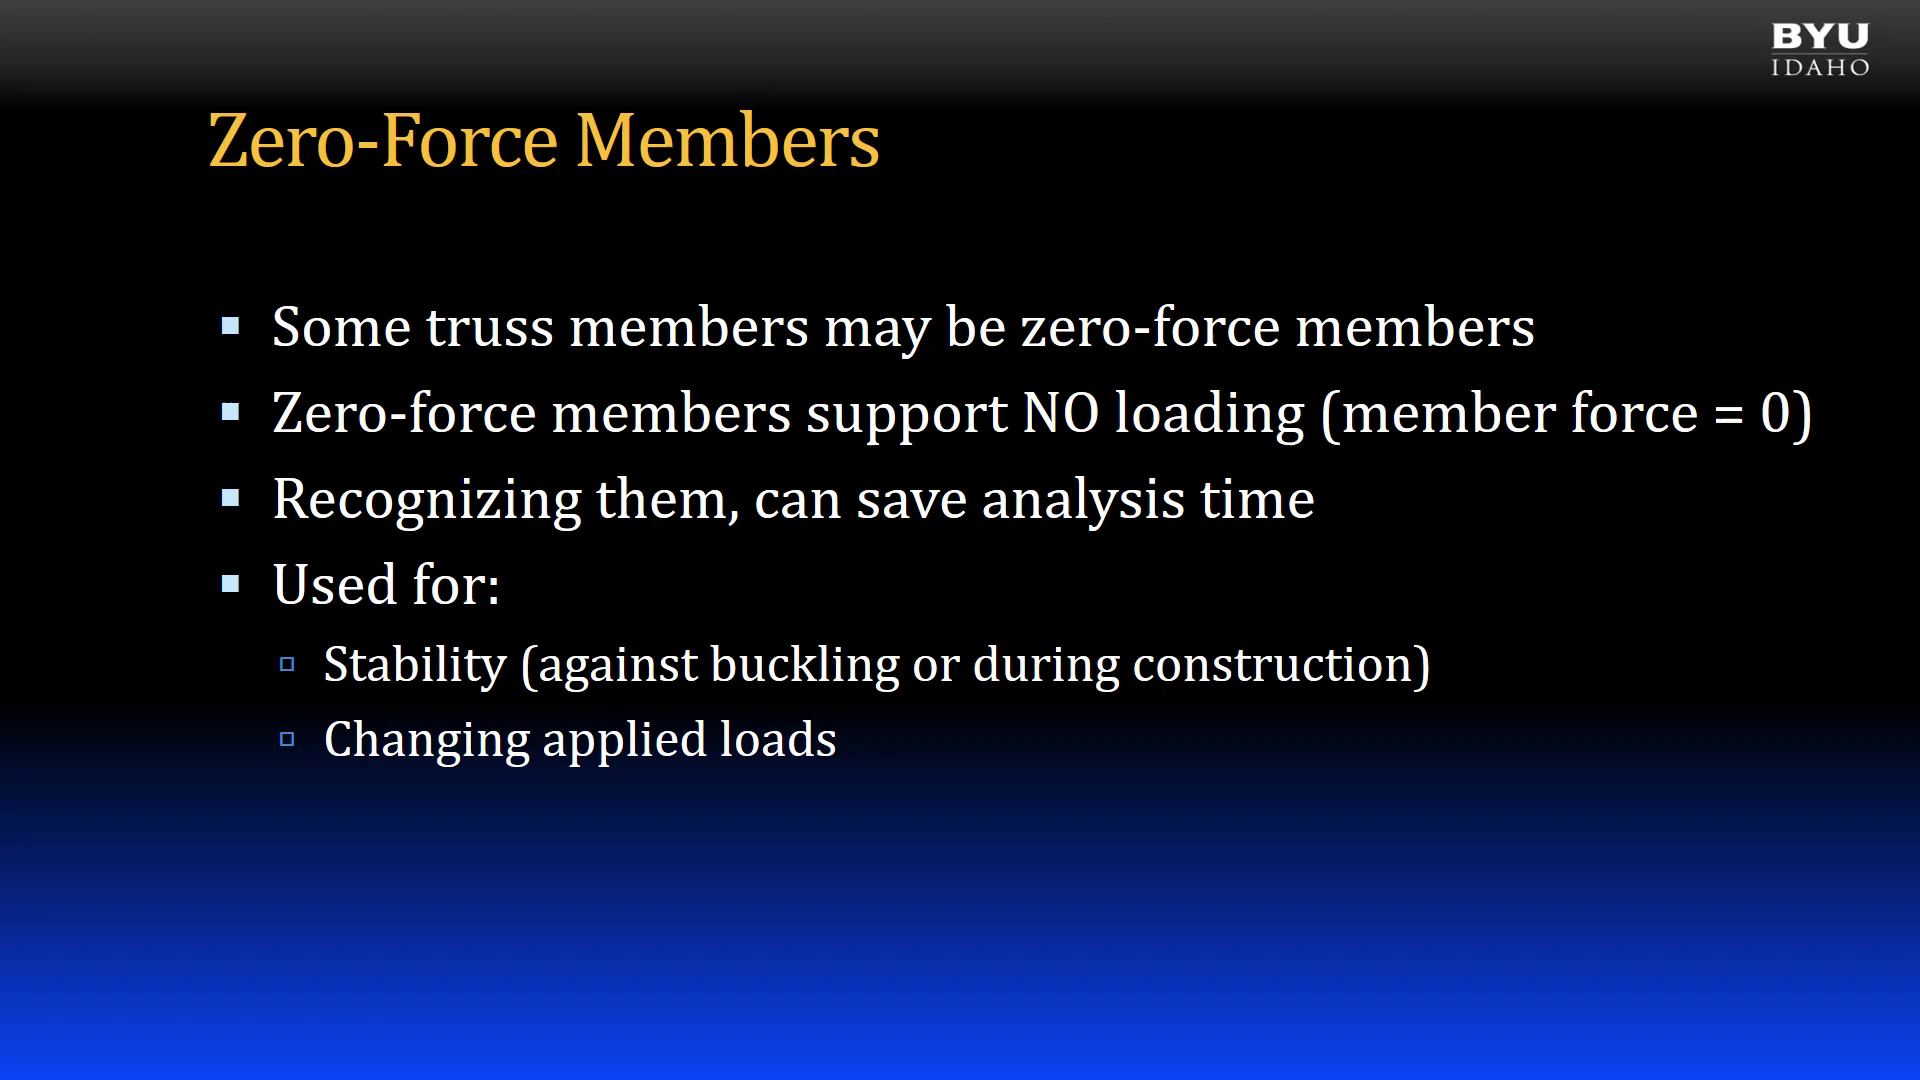 BYU
IDAHO
Zero-Force Members
Some truss members may be zero-force members
Zero-force members support NO loading (member force = 0)
Recognizing them, can save analysis time
Used for:
Stability (against buckling or during construction)
Changing applied loads